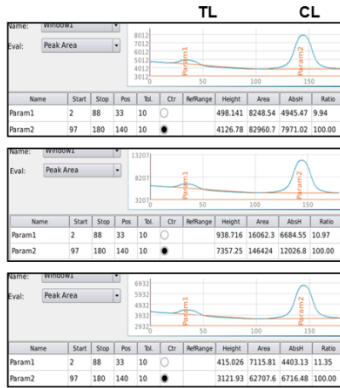 TL CL
Name: Window1
Eval: Peak Area
8012
7012
6012
5012
4012
3012
Param1
Param2
0 50 150
Name Start Stop Pos Tol. Ctr RefRange Height Area AbsH Ratio
Param1 2 88 33 10 498.141 8248.54 4945.47 9.94
Param2 97 180 140 10 4126.78 82960.7 7971.02 100.00
Name: Window1
Eval: Peak Area
13207
8207
3207
Param1
Param2
Name Start Stop Pos Tol. Ctr RefRange Height Area AbsH Ratio
Param1 2 88 33 10 938.716 16062.3 6684.55 10.97
Param2 97 180 140 10 7357.25 146424 12026.8 100.00
Name: Window1
Eval: Peak Area
6932
5932
4932
3932
2932
Param1
Param2
50 150
Name Start Stop Pos Tol. Ctr RefRange Height Area AbsH Ratio
Param1 2 88 33 10 415.026 7115.81 4403.13 11.35
Param2 97 180 140 10 3121.93 62707.6 6716.48 100.00